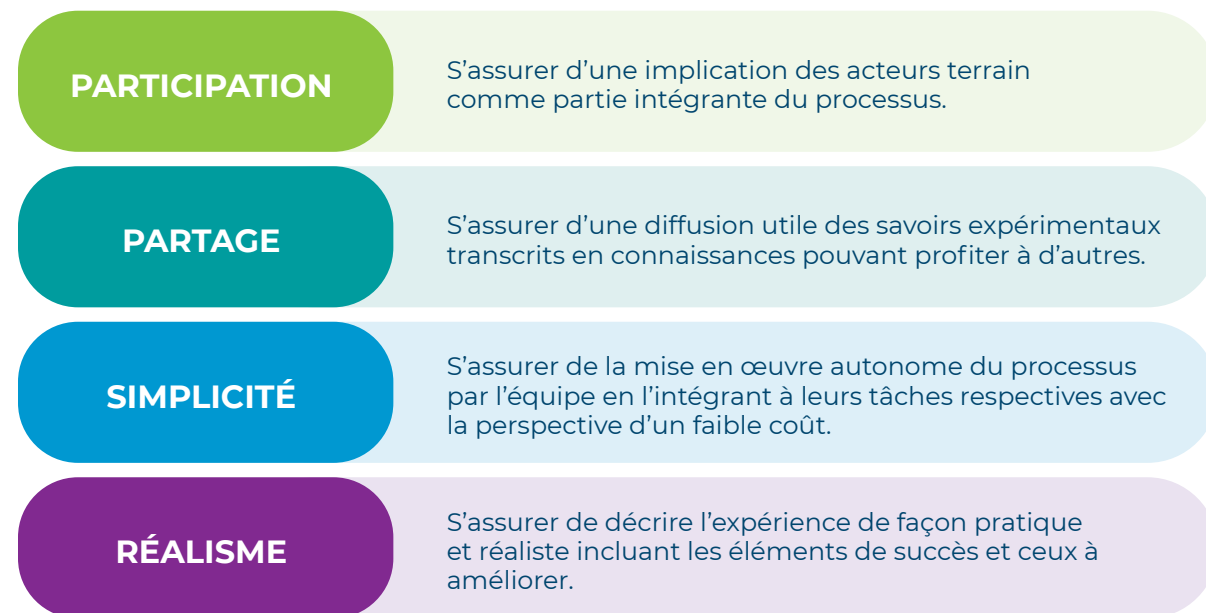 PARTICIPATION
S’assurer d’une implication des acteurs terrain
comme partie intégrante du processus.
PARTAGE
S’assurer d’une diffusion utile des savoirs expérimentaux
transcrits en connaissances pouvant profiter à d’autres.
SIMPLICITÉ
S’assurer de la mise en œuvre autonome du processus
par l’équipe en l’intégrant à leurs tâches respectives avec
la perspective d’un faible coût.
RÉALISME
S’assurer de décrire l’expérience de façon pratique
et réaliste incluant les éléments de succès et ceux à
améliorer.